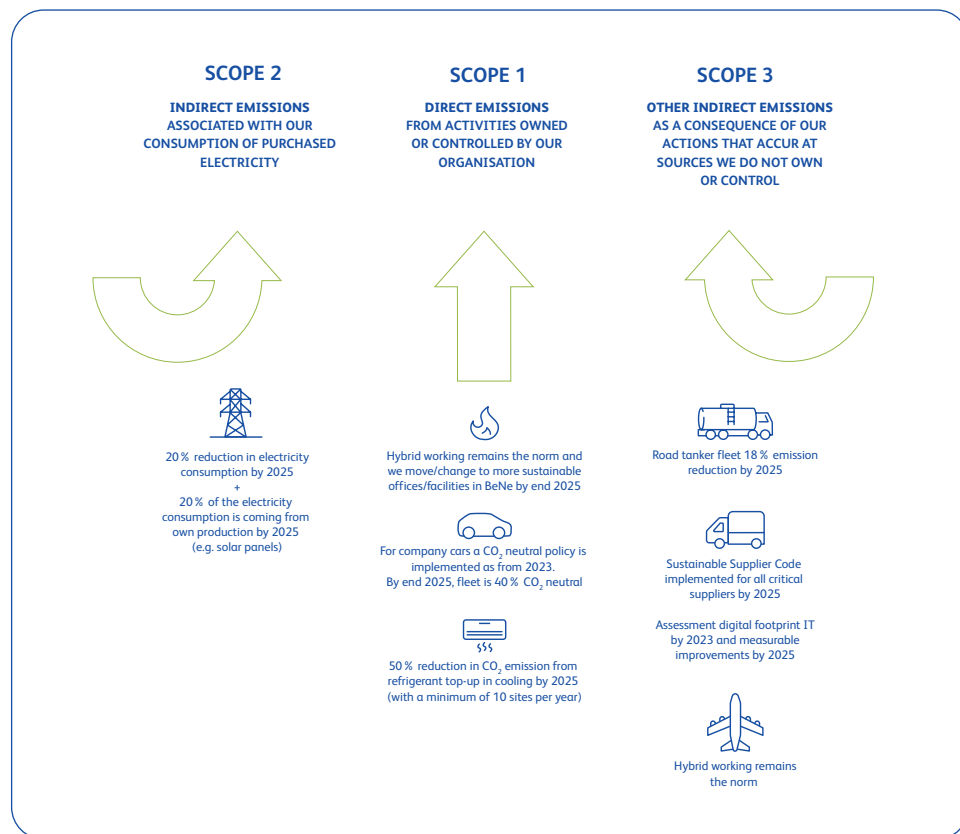 SCOPE 2
INDIRECT EMISSIONS
ASSOCIATED WITH OUR
CONSUMPTION OF PURCHASED
ELECTRICITY
20 % reduction in electricity
consumption by 2025
+
20 % of the electricity
consumption is coming from
own production by 2025
(e.g. solar panels)
SCOPE 1
DIRECT EMISSIONS
FROM ACTIVITIES OWNED
OR CONTROLLED BY OUR
ORGANISATION
Hybrid working remains the norm and
we move/change to more sustainable
offices/facilities in BeNe by end 2025
For company cars a CO₂ neutral policy is
implemented as from 2023.
By end 2025, fleet is 40 % CO₂ neutral
50 % reduction in CO₂ emission from
refrigerant top-up in cooling by 2025
(with a minimum of 10 sites per year)
SCOPE 3
OTHER INDIRECT EMISSIONS
AS A CONSEQUENCE OF OUR
ACTIONS THAT ACCUR AT
SOURCES WE DO NOT OWN
OR CONTROL
Road tanker fleet 18 % emission
reduction by 2025
Sustainable Supplier Code
implemented for all critical
suppliers by 2025
Assessment digital footprint IT
by 2023 and measurable
improvements by 2025
Hybrid working remains
the norm